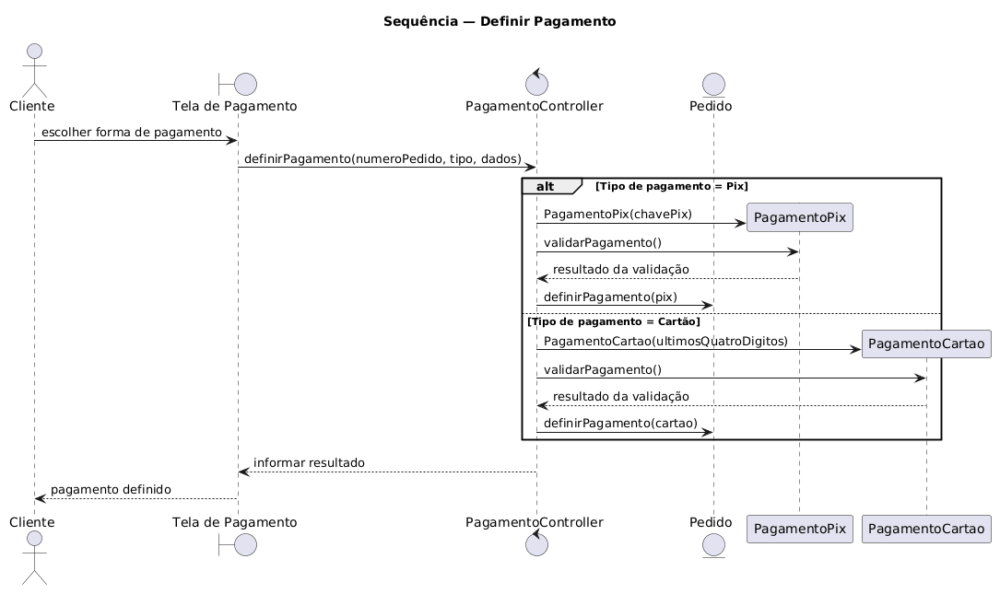 Sequência — Definir Pagamento
Cliente
Tela de Pagamento
PagamentoController
Pedido
escolher forma de pagamento
definirPagamento(numeroPedido, tipo, dados)
alt
[Tipo de pagamento = Pix]
PagamentoPix(chavePix)
PagamentoPix
validarPagamento()
resultado da validação
definirPagamento(pix)
[Tipo de pagamento = Cartão]
PagamentoCartao(ultimosQuatroDigitos)
PagamentoCartao
validarPagamento()
resultado da validação
definirPagamento(cartao)
informar resultado
pagamento definido
Cliente
Tela de Pagamento
PagamentoController
Pedido
PagamentoPix
PagamentoCartao